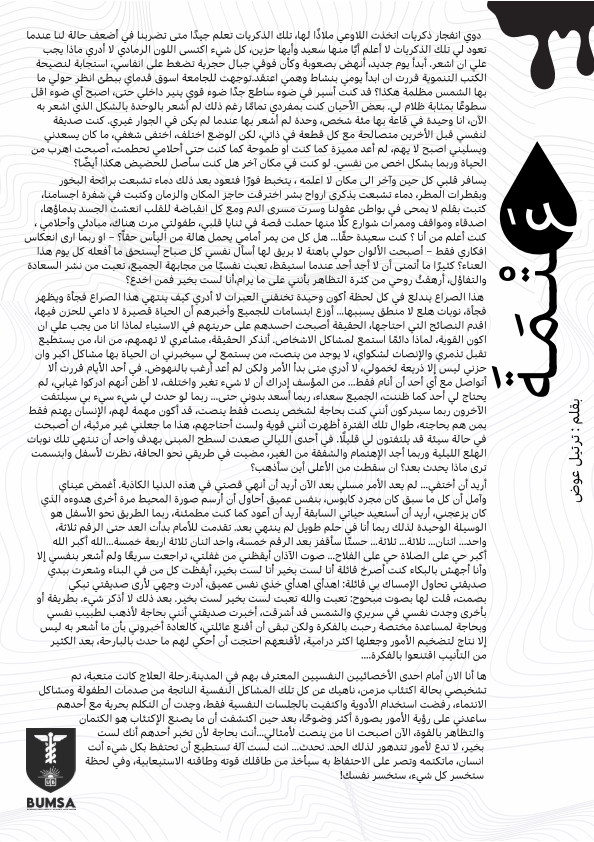 عَتْمَة
بقلم : ترتيل عوض
دوي انفجار ذكريات اتخذت اللاوعي ملاذًا لها، تلك الذكريات تعلم جيدًا متى تضربنا في أضعف حالة لنا عندما
تعود لي تلك الذكريات لا أعلم أيًا منها سعيد وأيها حزين، كل شيء اكتسى اللون الرمادي لا أدري ماذا يجب
علي ان اشعر. أبدأ يوم جديد، أنهض بصعوبة وكأن فوقي جبال حجرية تضغط على انفاسي، استجابة لنصيحة
الكتب التنموية قررت ان ابدأ يومي بنشاط وهمي اعتقد.توجهت للجامعة اسوق قدماي ببطئ انظر حولي ما
بها الشمس مظلمة هكذا؟ قد كنت أسير في ضوء ساطع جدًا ضوء قوي ينير داخلي حتى، اصبح أي ضوء اقل
سطوعًا بمثابة ظلام لي. بعض الأحيان كنت بمفردي تمامًا رغم ذلك لم أشعر بالوحدة بالشكل الذي اشعر به
الآن، انا وحيدة في قاعة بها مئة شخص، وحدة لم أشعر بها عندما لم يكن في الجوار غيري. كنت صديقة
لنفسي قبل الأخرين متصالحة مع كل قطعة في ذاتي، لكن الوضع اختلف، اختفى شغفي، ما كان يسعدني
ويسليني اصبح لا يهم، لم أعد مميزة كما كنت او طموحة كما كنت حتى أحلامي تحطمت، أصبحت اهرب من
الحياة وربما بشكل اخص من نفسي. لو كنت في مكان آخر هل كنت سأصل للحضيض هكذا أيضًا؟
يسافر قلبي كل حين وآخر الى مكان لا اعلمه ، يتخبط فورًا فتعود بعد ذلك دماء تشبعت برائحة البخور
وبقطرات المطر، دماء تشبعت بذكرى ارواح بشر اخترقت حاجز المكان والزمان وكتبت في شفرة اجسامنا،
كتبت بقلم لا يمحى في بواطن عقولنا وسرت مسرى الدم ومع كل انقباضة للقلب انعشت الجسد بدماؤها،
اصدقاء ومواقف وممرات شوارع كلًا منها حملت قصة في ثنايا قلبي، طفولتي مرت هناك، مبادئي وأحلامي ،
كنت أعلم من أنا ؟ كنت سعيدة حقًا... هل كل من يمر أمامي يحمل هالة من اليأس حقاً؟ – او ربما ارى انعكاس
افكاري فقط – أصبحت الألوان حولي باهتة لا بريق لها أسأل نفسي كل صباح أيستحق ما أفعله كل يوم هذا
العناء؟ كثيرًا ما أتمنى أن لا أجد أحد عندما استيقظ، تعبت نفسيًا من مجابهة الجميع، تعبت من نشر السعادة
والتفاؤل، أرهقتُ روحي من كثرة التظاهر بأنني على ما يرام،أنا لست بخير فمن اخدع؟
هذا الصراع يندلع في كل لحظة أكون وحيدة تخنقني العبرات لا أدري كيف ينتهي هذا الصراع فجأة ويظهر
فجأة، نوبات هلع لا منطق يسببها... أوزع ابتسامات للجميع وأخبرهم أن الحياة قصيرة لا داعي للحزن فيها،
اقدم النصائح التي احتاجها، الحقيقة أصبحت احسدهم على حريتهم في الاستياء لماذا انا من يجب علي ان
اكون القوية، لماذا دائمًا استمع لمشاكل الاشخاص. أتذكر الحقيقة، مشاعري لا تهمهم، من انا، من يستطيع
تقبل تذمري والإنصات لشكواي، لا يوجد من ينصت، من يستمع لي سيخبرني ان الحياة بها مشاكل اكبر وان
حزني ليس إلا ذريعة لخمولي، لا أدري متى بدأ الأمر ولكن لم أعد أرغب بالنهوض. في أحد الأيام قررت ألا
أتواصل مع أي أحد أن أنام فقط... من المؤسف إدراك أن لا شيء تغير واختلف، لا أظن أنهم ادركوا غيابي، لم
يحتاج لي أحد كما ظننت، الجميع سعداء، ربما أسعد بدوني حتى... ربما لو حدث لي شيء سيء بي سيلتفت
الآخرون ربما سيدركون أنني كنت بحاجة لشخص ينصت فقط ينصت، قد أكون مهمة لهم، الإنسان يهتم فقط
بمن هم بحاجته، طوال تلك الفترة أظهرت أنني قوية ولست أحتاجهم، هذا ما جعلني غير مرئية، ان أصبحت
في حالة سيئة قد يلتفتون لي قليلًا. في أحدى الليالي صعدت لسطح المبنى بهدف واحد أن تنتهي تلك نوبات
الهلع الليلية وربما أجد الإهتمام والشفقة من الغير، مضيت في طريقي نحو الحافة، نظرت لأسفل وابتسمت
ترى ماذا يحدث بعد؟ ان سقطت من الأعلى أين سأذهب؟
أريد أن أختفي... لم يعد الأمر مسلي بعد الآن أريد أن أنهي قصتي في هذه الدنيا الكاذبة. أغمض عيناي
وآمل أن كل ما سبق كان مجرد كابوس، بنفس عميق أحاول أن أرسم صورة المحيط مرة أخرى هدوءه الذي
كان يزعجني، أريد أن أستعيد حياتي السابقة أريد أن أعود كما كنت مطمئنة، ربما الطريق نحو الأسفل هو
الوسيلة الوحيدة لذلك ربما أنا في حلم طويل لم ينتهي بعد. تقدمت للأمام بدأت العد حتى الرقم ثلاثة،
واحد... اثنان... ثلاثة... ثلاثة... حسنًا سأقفز بعد الرقم خمسة، واحد اثنان ثلاثة اربعة خمسة...الله أكبر الله
أكبر حي على الصلاة حي على الفلاح... صوت الآذان أيقظني من غفلتي، تراجعت سريعًا ولم أشعر بنفسي إلا
وأنا أجهش بالبكاء كنت أصرخ قائلة أنا لست بخير أنا لست بخير، أيقظت كل من في البناء وشعرت بيدي
صديقتي تحاول الإمساك بي قائلة: اهدأي اهدأي خذي نفس عميق، أدرت وجهي لأرى صديقتي تبكي
بصمت، قلت لها بصوت مبحوح: تعبت والله تعبت لست بخير لست بخير. بعد ذلك لا أذكر شيء. بطريقة أو
بأخرى وجدت نفسي في سريري والشمس قد أشرقت، أخبرت صديقتي أنني بحاجة لأذهب لطبيب نفسي
وبحاجة لمساعدة مختصة رحبت بالفكرة ولكن تبقى أن أقنع عائلتي، كالعادة أخبروني بأن ما أشعر به ليس
إلا نتاج لتضخيم الأمور وجعلها اكثر درامية، لأقنعهم احتجت أن أحكي لهم ما حدث بالبارحة، بعد الكثير
من التأنيب اقتنعوا بالفكرة....
ها أنا الان أمام احدى الأخصائيين النفسيين المعترف بهم في المدينة.رحلة العلاج كانت متعبة، تم
تشخيصي بحالة اكتئاب مزمن، ناهيك عن كل تلك المشاكل النفسية الناتجة من صدمات الطفولة ومشاكل
الانتماء، رفضت استخدام الأدوية واكتفيت بالجلسات النفسية فقط، وجدت أن التكلم بحرية مع أحدهم
ساعدني على رؤية الأمور بصورة أكثر وضوحًا، بعد حين اكتشفت أن ما يصنع الإكتئاب هو الكتمان
والتظاهر بالقوة، الآن اصبحت انا من ينصت لأمثالي...أنت بحاجة لأن تخبر أحدهم أنك لست
بخير، لا تدع لأمور تتدهور لذلك الحد. تحدث... انت لست آلة تستطيع أن تحتفظ بكل شيء أنت
انسان، ماتكتمه وتصر على الاحتفاظ به سيأخذ من طاقلك قوته وطاقته الاستيعابية، وفي لحظة
ستخسر كل شيء، ستخسر نفسك!
BUMSA